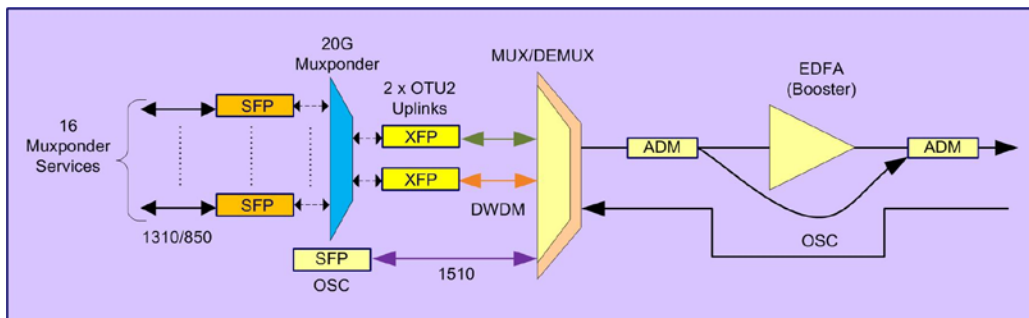 20G
Muxponder
MUX/DEMUX
EDFA
(Booster)
2 x OTU2
Uplinks
16
Muxponder
Services
SFP
XFP
ADM
ADM
XFP
SFP
DWDM
1310/850
SFP
OSC
1510
OSC